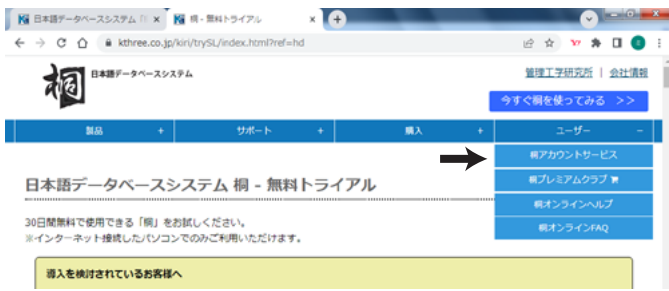 日本語データベースシステム
桐 - 無料トライアル
kthree.co.jp/kiri/trySL/index.html?ref=hd
桐
日本語データベースシステム
管理工学研究所 | 会社情報
今すぐ桐を使ってみる >>
製品 +
サポート +
購入 +
ユーザー −
桐アカウントサービス
桐プレミアムクラブ
桐オンラインヘルプ
桐オンラインFAQ
日本語データベースシステム 桐 - 無料トライアル
30日間無料で使用できる「桐」をお試しください。
※インターネット接続したパソコンでのみご利用いただけます。
導入を検討されているお客様へ